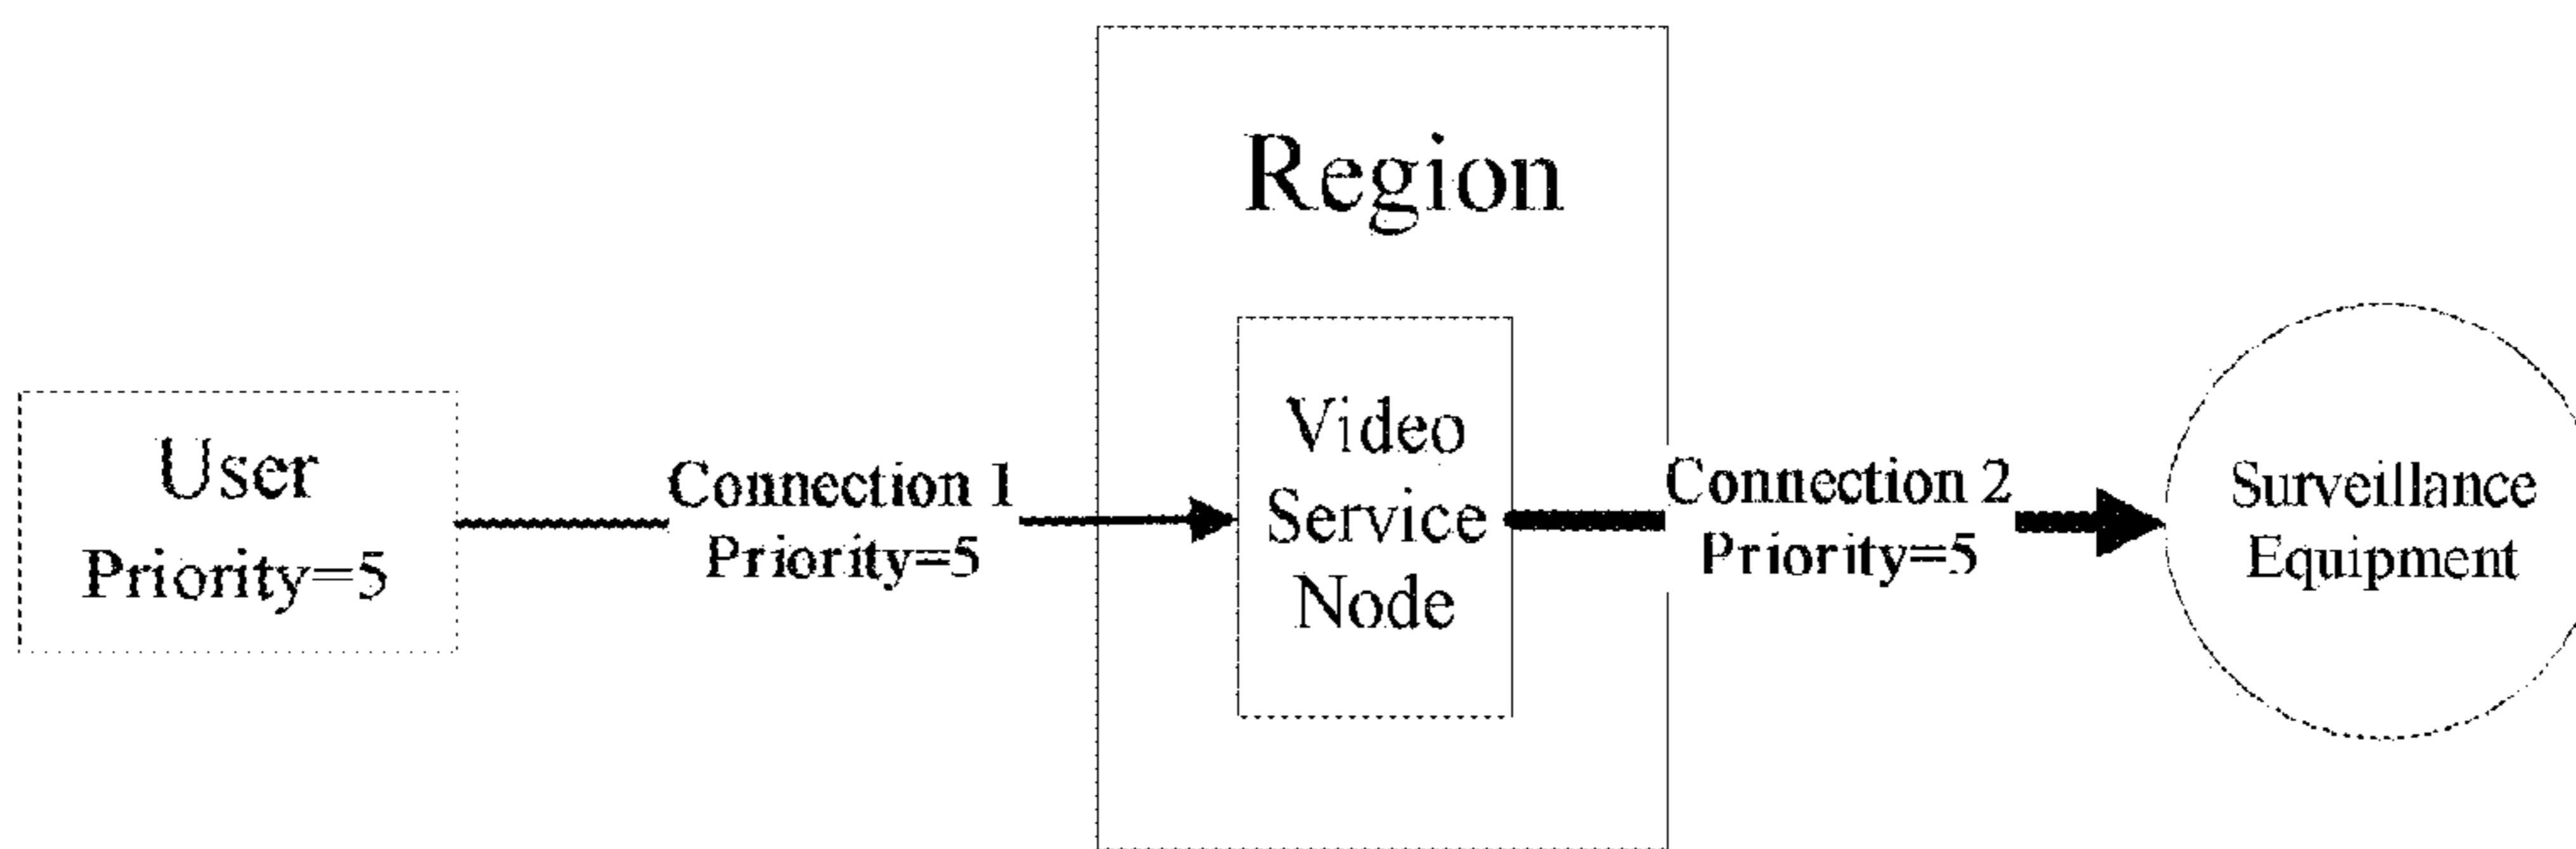 User
Priority=5
Connection 1
Priority=5
Region
Video
Service
Node
Connection 2
Priority=5
Surveillance
Equipment